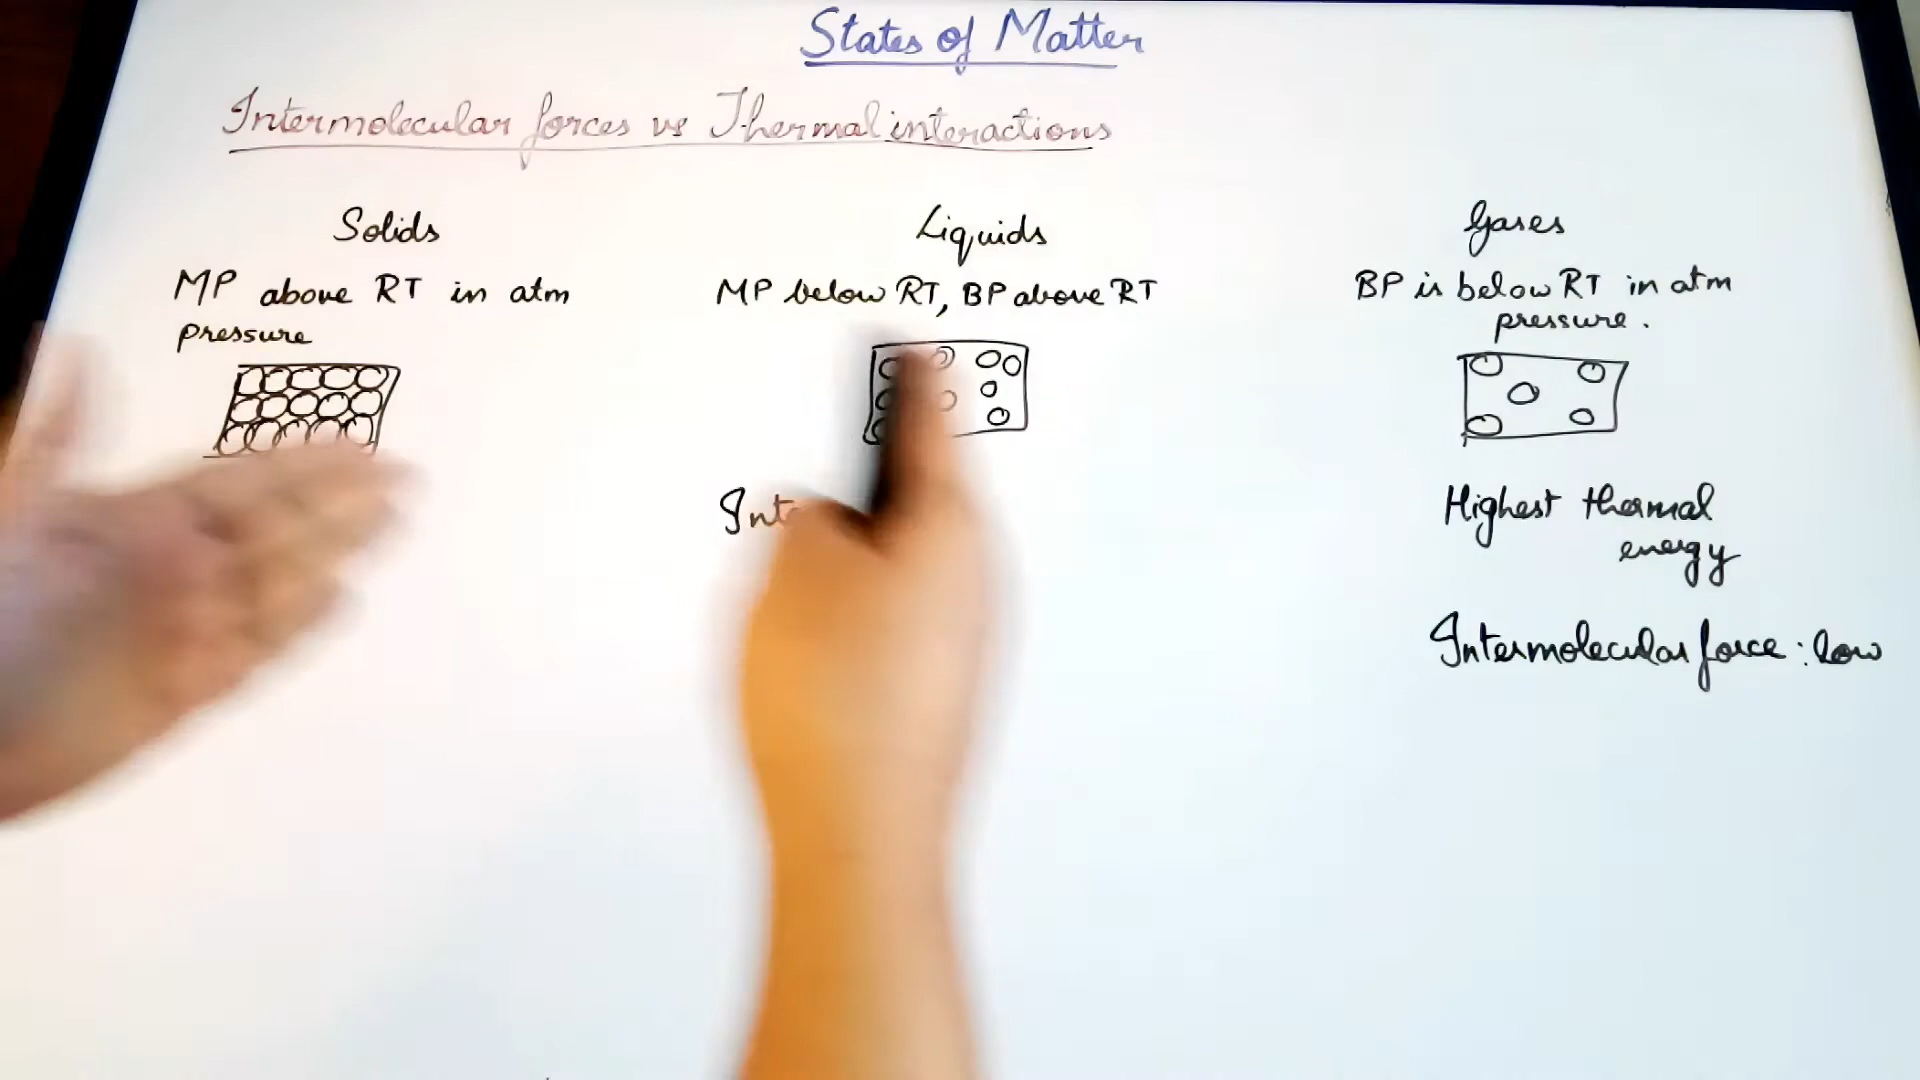 States of Matter
Intermolecular forces vs Thermal interactions
Solids
MP above RT in atm
pressure
Liquids
MP below RT, BP above RT
Gases
BP is below RT in atm
pressure.
Highest thermal
energy
Intermolecular force : low